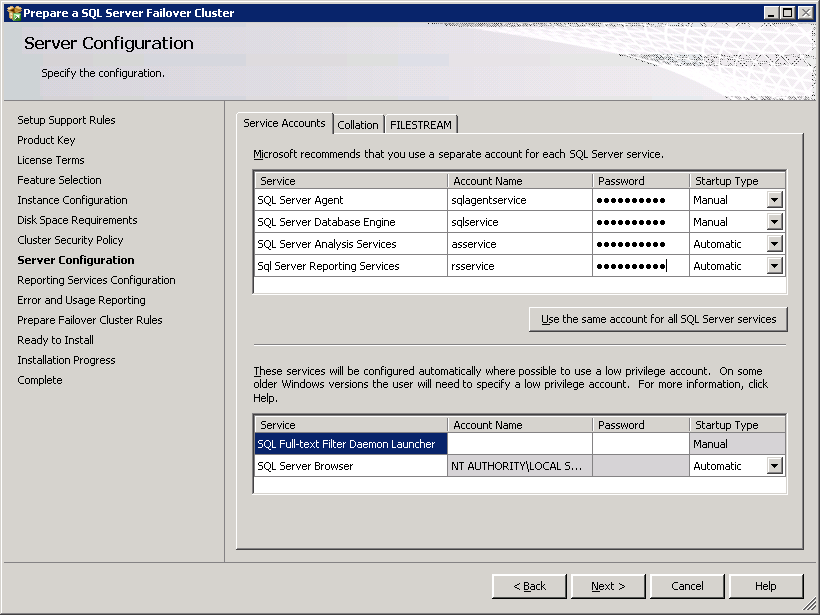 Prepare a SQL Server Failover Cluster
Server Configuration
Specify the configuration.
Setup Support Rules
Product Key
License Terms
Feature Selection
Instance Configuration
Disk Space Requirements
Cluster Security Policy
Server Configuration
Reporting Services Configuration
Error and Usage Reporting
Prepare Failover Cluster Rules
Ready to Install
Installation Progress
Complete
Service Accounts Collation FILESTREAM
Microsoft recommends that you use a separate account for each SQL Server service.
Service Account Name Password Startup Type
SQL Server Agent sqlagentservice ●●●●●●●●●● Manual
SQL Server Database Engine sqlservice ●●●●●●●●●● Manual
SQL Server Analysis Services asservice ●●●●●●●●●● Automatic
Sql Server Reporting Services rsservice ●●●●●●●●●● Automatic
Use the same account for all SQL Server services
These services will be configured automatically where possible to use a low privilege account. On some
older Windows versions the user will need to specify a low privilege account. For more information, click
Help.
Service Account Name Password Startup Type
SQL Full-text Filter Daemon Launcher Manual
SQL Server Browser NT AUTHORITY\LOCAL S... Automatic
< Back Next > Cancel Help